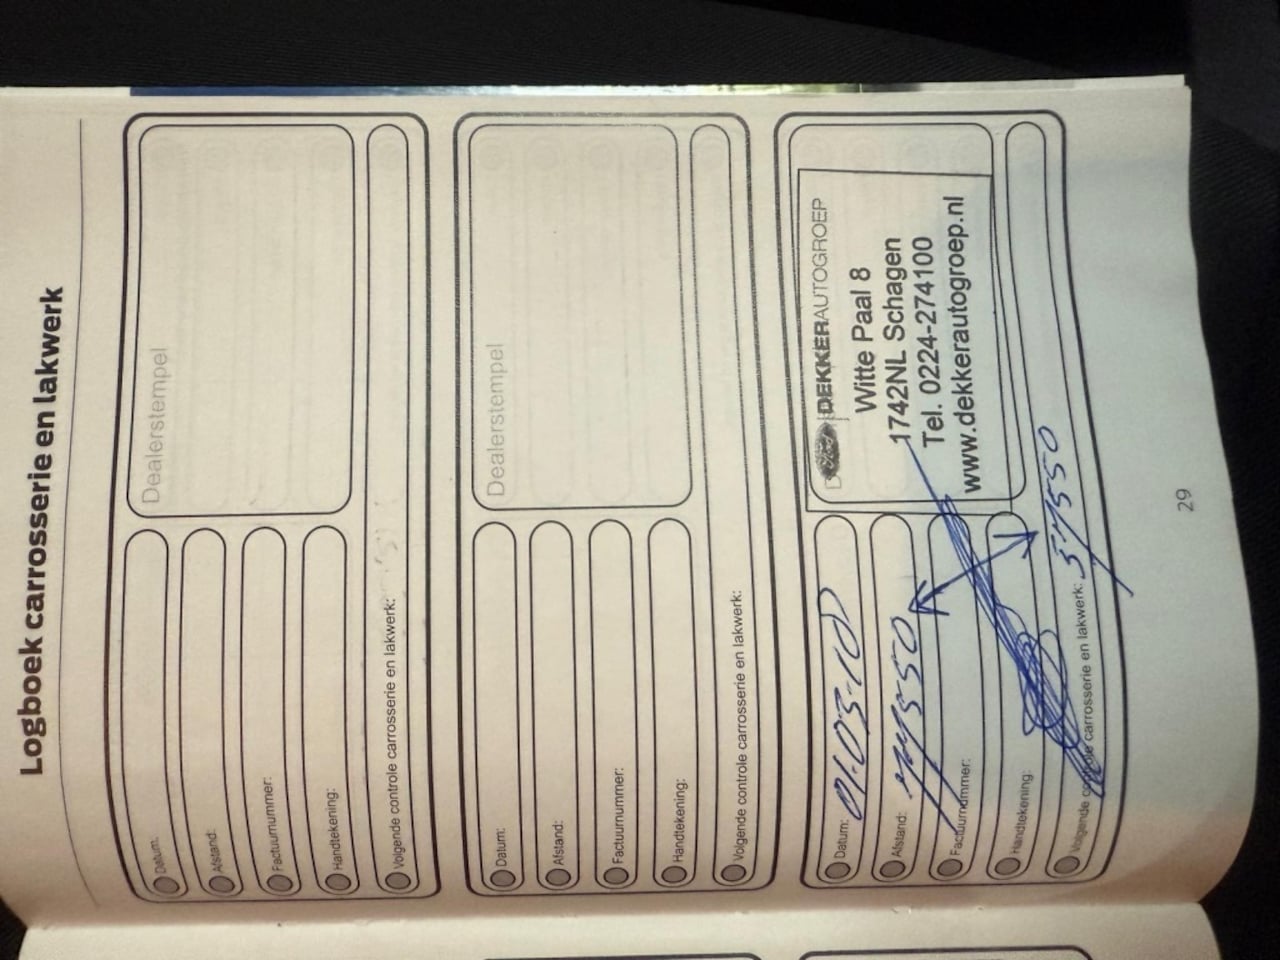 Logboek carrosserie en lakwerk
Dealerstempel
Datum:
Afstand:
Factuurnummer:
Handtekening:
Volgende controle carrosserie en lakwerk:
Dealerstempel
Datum:
Afstand:
Factuurnummer:
Handtekening:
Volgende controle carrosserie en lakwerk:
DEKKERAUTOGROEP
Witte Paal 8
1742NL Schagen
Tel. 0224-274100
www.dekkerautogroep.nl
Datum: 01-03-18
Afstand:
Factuurnummer:
Handtekening:
Volgende controle carrosserie en lakwerk:
29